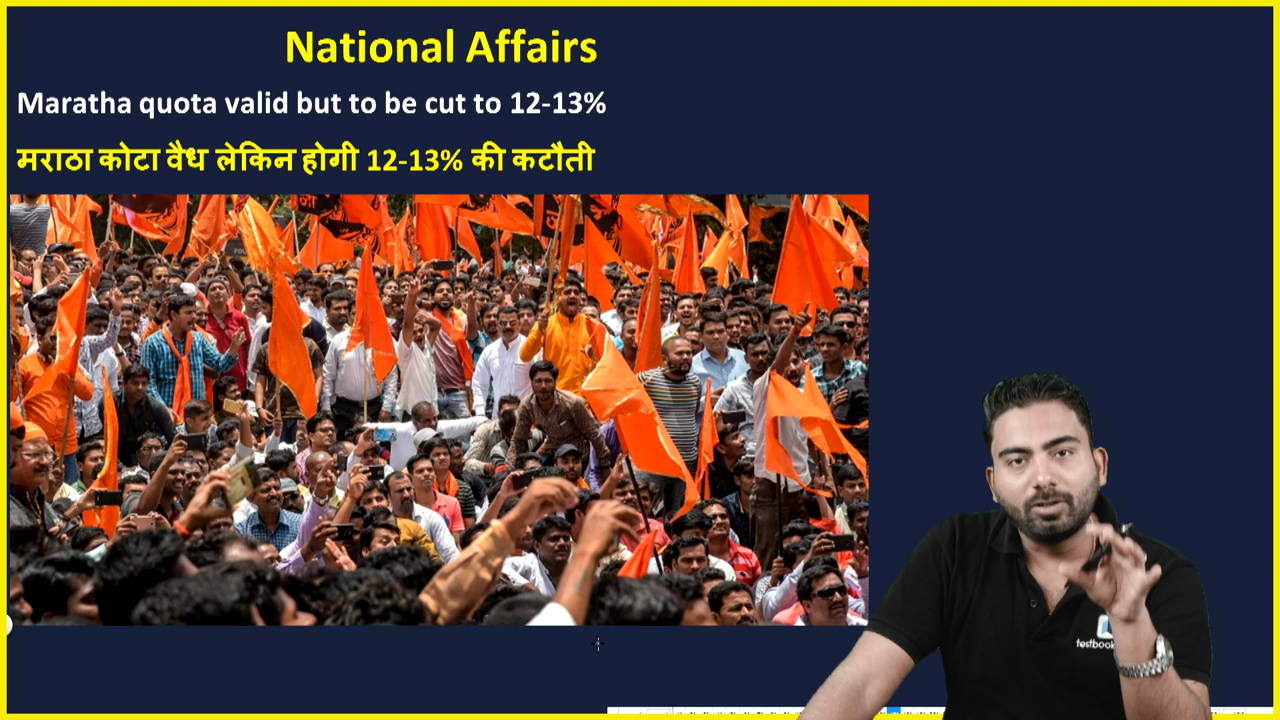 National Affairs
Maratha quota valid but to be cut to 12-13%
मराठा कोटा वैध लेकिन होगी 12-13% की कटौती
testbook